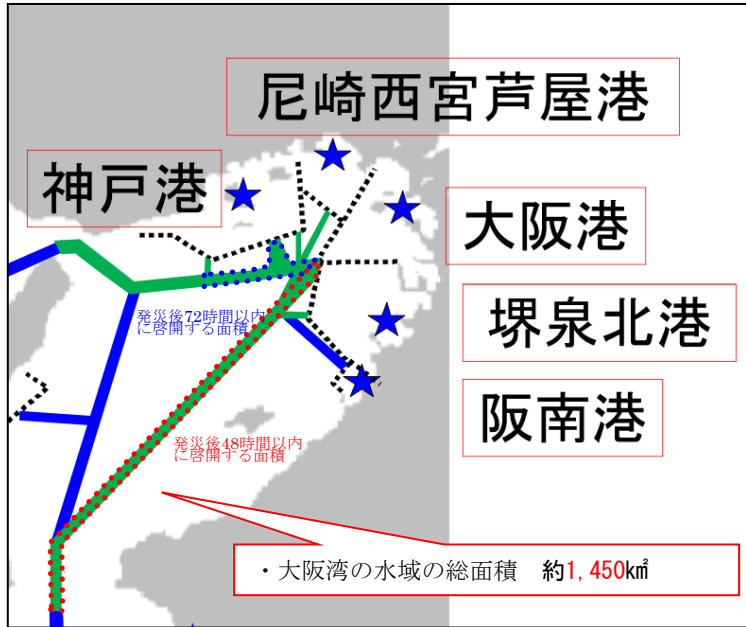 尼崎西宮芦屋港
神戸港
大阪港
発災後72時間以内
に啓開する面積
堺泉北港
阪南港
発災後48時間以内
に啓開する面積
・大阪湾の水域の総面積　約1,450㎢